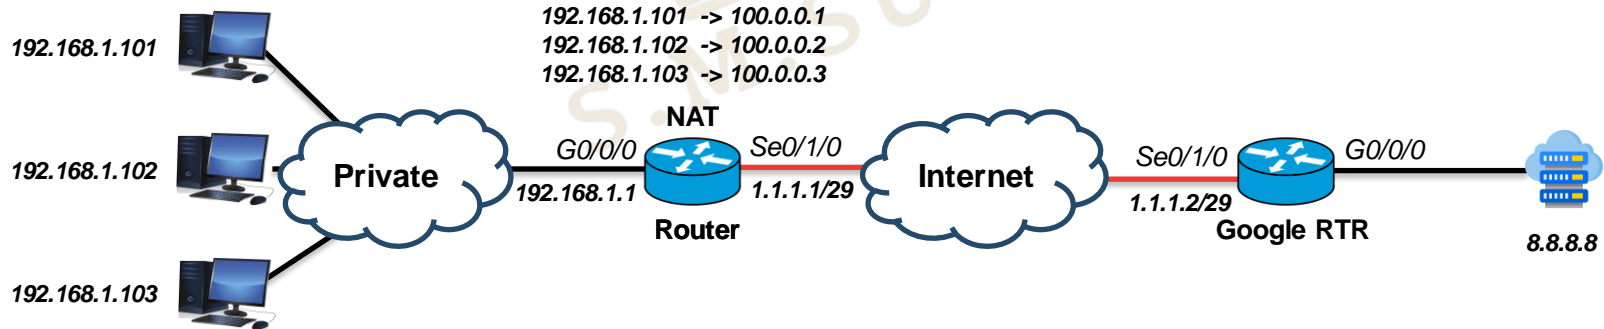 192.168.1.101 -> 100.0.0.1
192.168.1.102 -> 100.0.0.2
192.168.1.103 -> 100.0.0.3
192.168.1.101
192.168.1.102
192.168.1.103
Private
G0/0/0
192.168.1.1
NAT
Router
Se0/1/0
1.1.1.1/29
Internet
Se0/1/0
1.1.1.2/29
Google RTR
G0/0/0
8.8.8.8